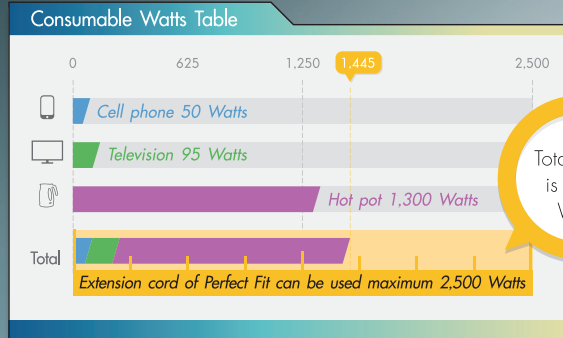 Consumable Watts Table
0 625 1,250 1,445 2,500
Cell phone 50 Watts
Television 95 Watts
Hot pot 1,300 Watts
is
Total
Extension cord of Perfect Fit can be used maximum 2,500 Watts